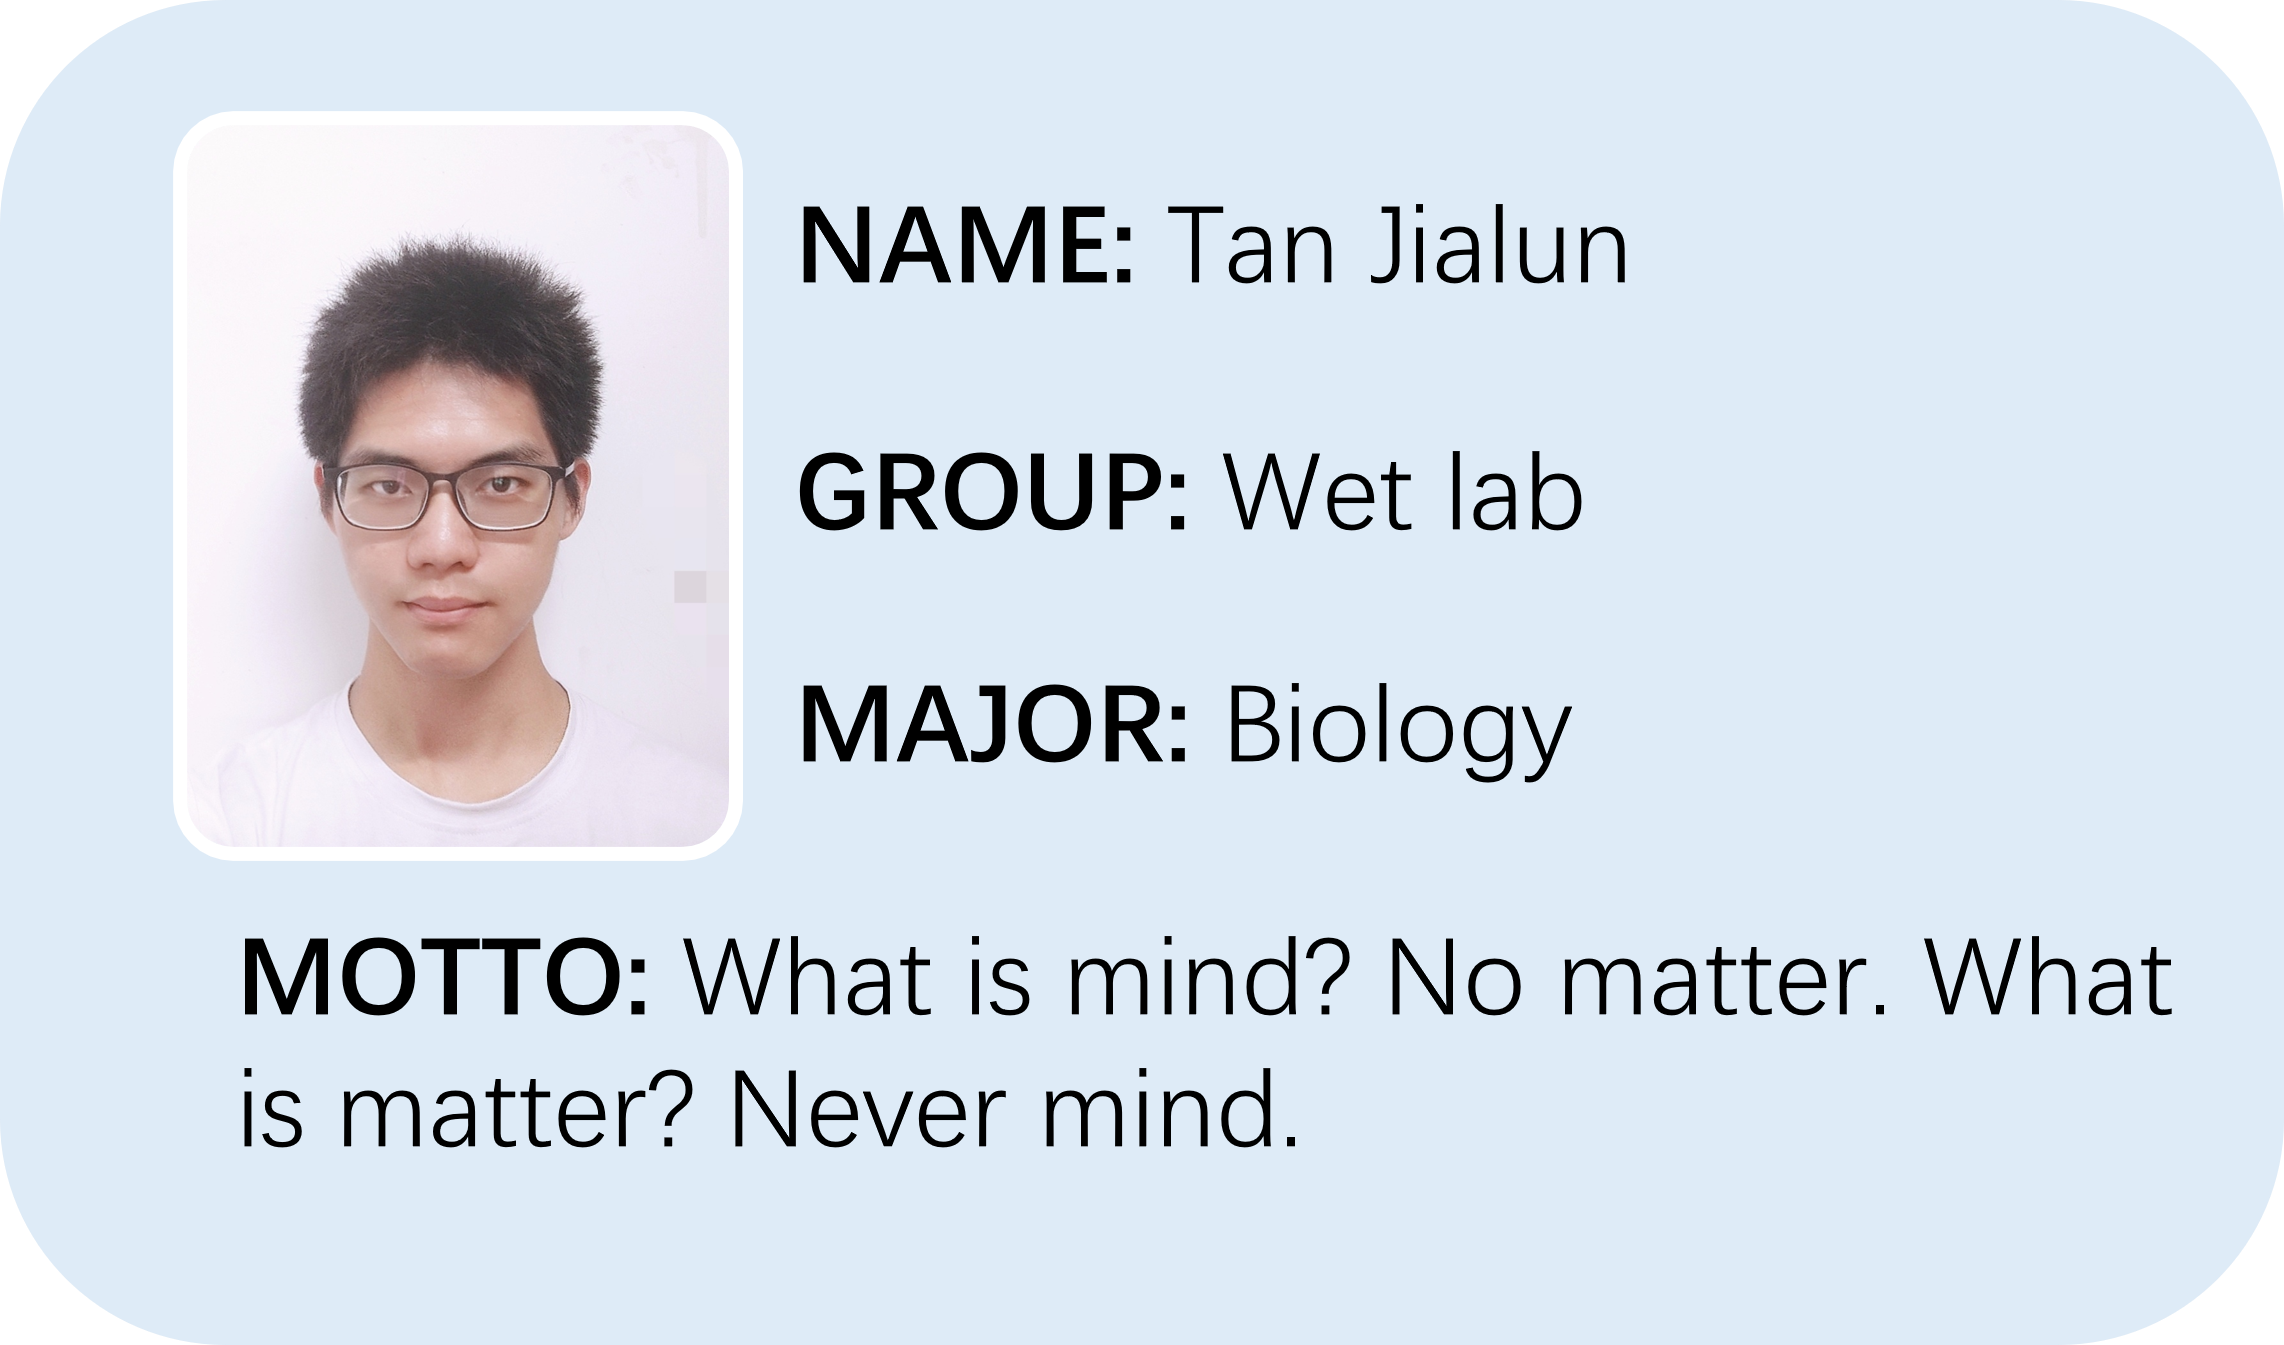 NAME: Tan Jialun
GROUP: Wet lab
MAJOR: Biology
MOTTO: What is mind? No matter. What
is matter? Never mind.